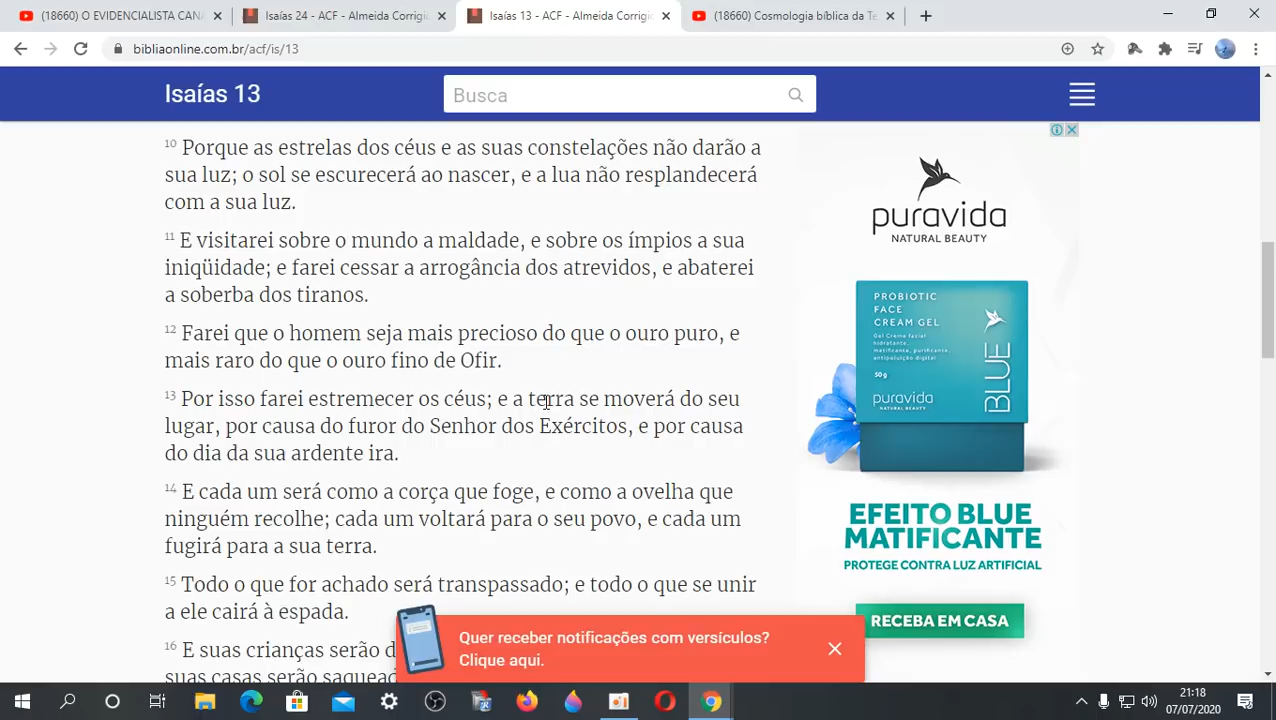 (18660) O EVIDENCIALISTA CAN
Isaías 24 - ACF - Almeida Corrigi
Isaías 13 - ACF - Almeida Corrigi
(18660) Cosmologia bíblica da Te
bibliaonline.com.br/acf/is/13
Isaías 13
Busca
10 Porque as estrelas dos céus e as suas constelações não darão a
sua luz; o sol se escurecerá ao nascer, e a lua não resplandecerá
com a sua luz.
11 E visitarei sobre o mundo a maldade, e sobre os ímpios a sua
iniqüidade; e farei cessar a arrogância dos atrevidos, e abaterei
a soberba dos tiranos.
12 Farei que o homem seja mais precioso do que o ouro puro, e
mais raro do que o ouro fino de Ofir.
13 Por isso farei estremecer os céus; e a terra se moverá do seu
lugar, por causa do furor do Senhor dos Exércitos, e por causa
do dia da sua ardente ira.
14 E cada um será como a corça que foge, e como a ovelha que
ninguém recolhe; cada um voltará para o seu povo, e cada um
fugirá para a sua terra.
15 Todo o que for achado será transpassado; e todo o que se unir
a ele cairá à espada.
16 E suas crianças serão d
suas casas serão saquead
puravida
NATURAL BEAUTY
PROBIOTIC
FACE
CREAM GEL
Gel Creme facial
hidratante,
matificante, purificante,
antipoluição digital
50g
BLUE
puravida
NATURAL BEAUTY
EFEITO BLUE
MATIFICANTE
PROTEGE CONTRA LUZ ARTIFICIAL
RECEBA EM CASA
Quer receber notificações com versículos?
Clique aqui.
21:18
07/07/2020